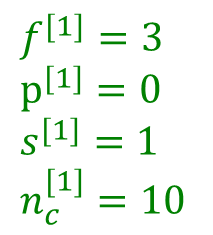 f^[1] = 3
p^[1] = 0
s^[1] = 1
n_c^[1] = 10